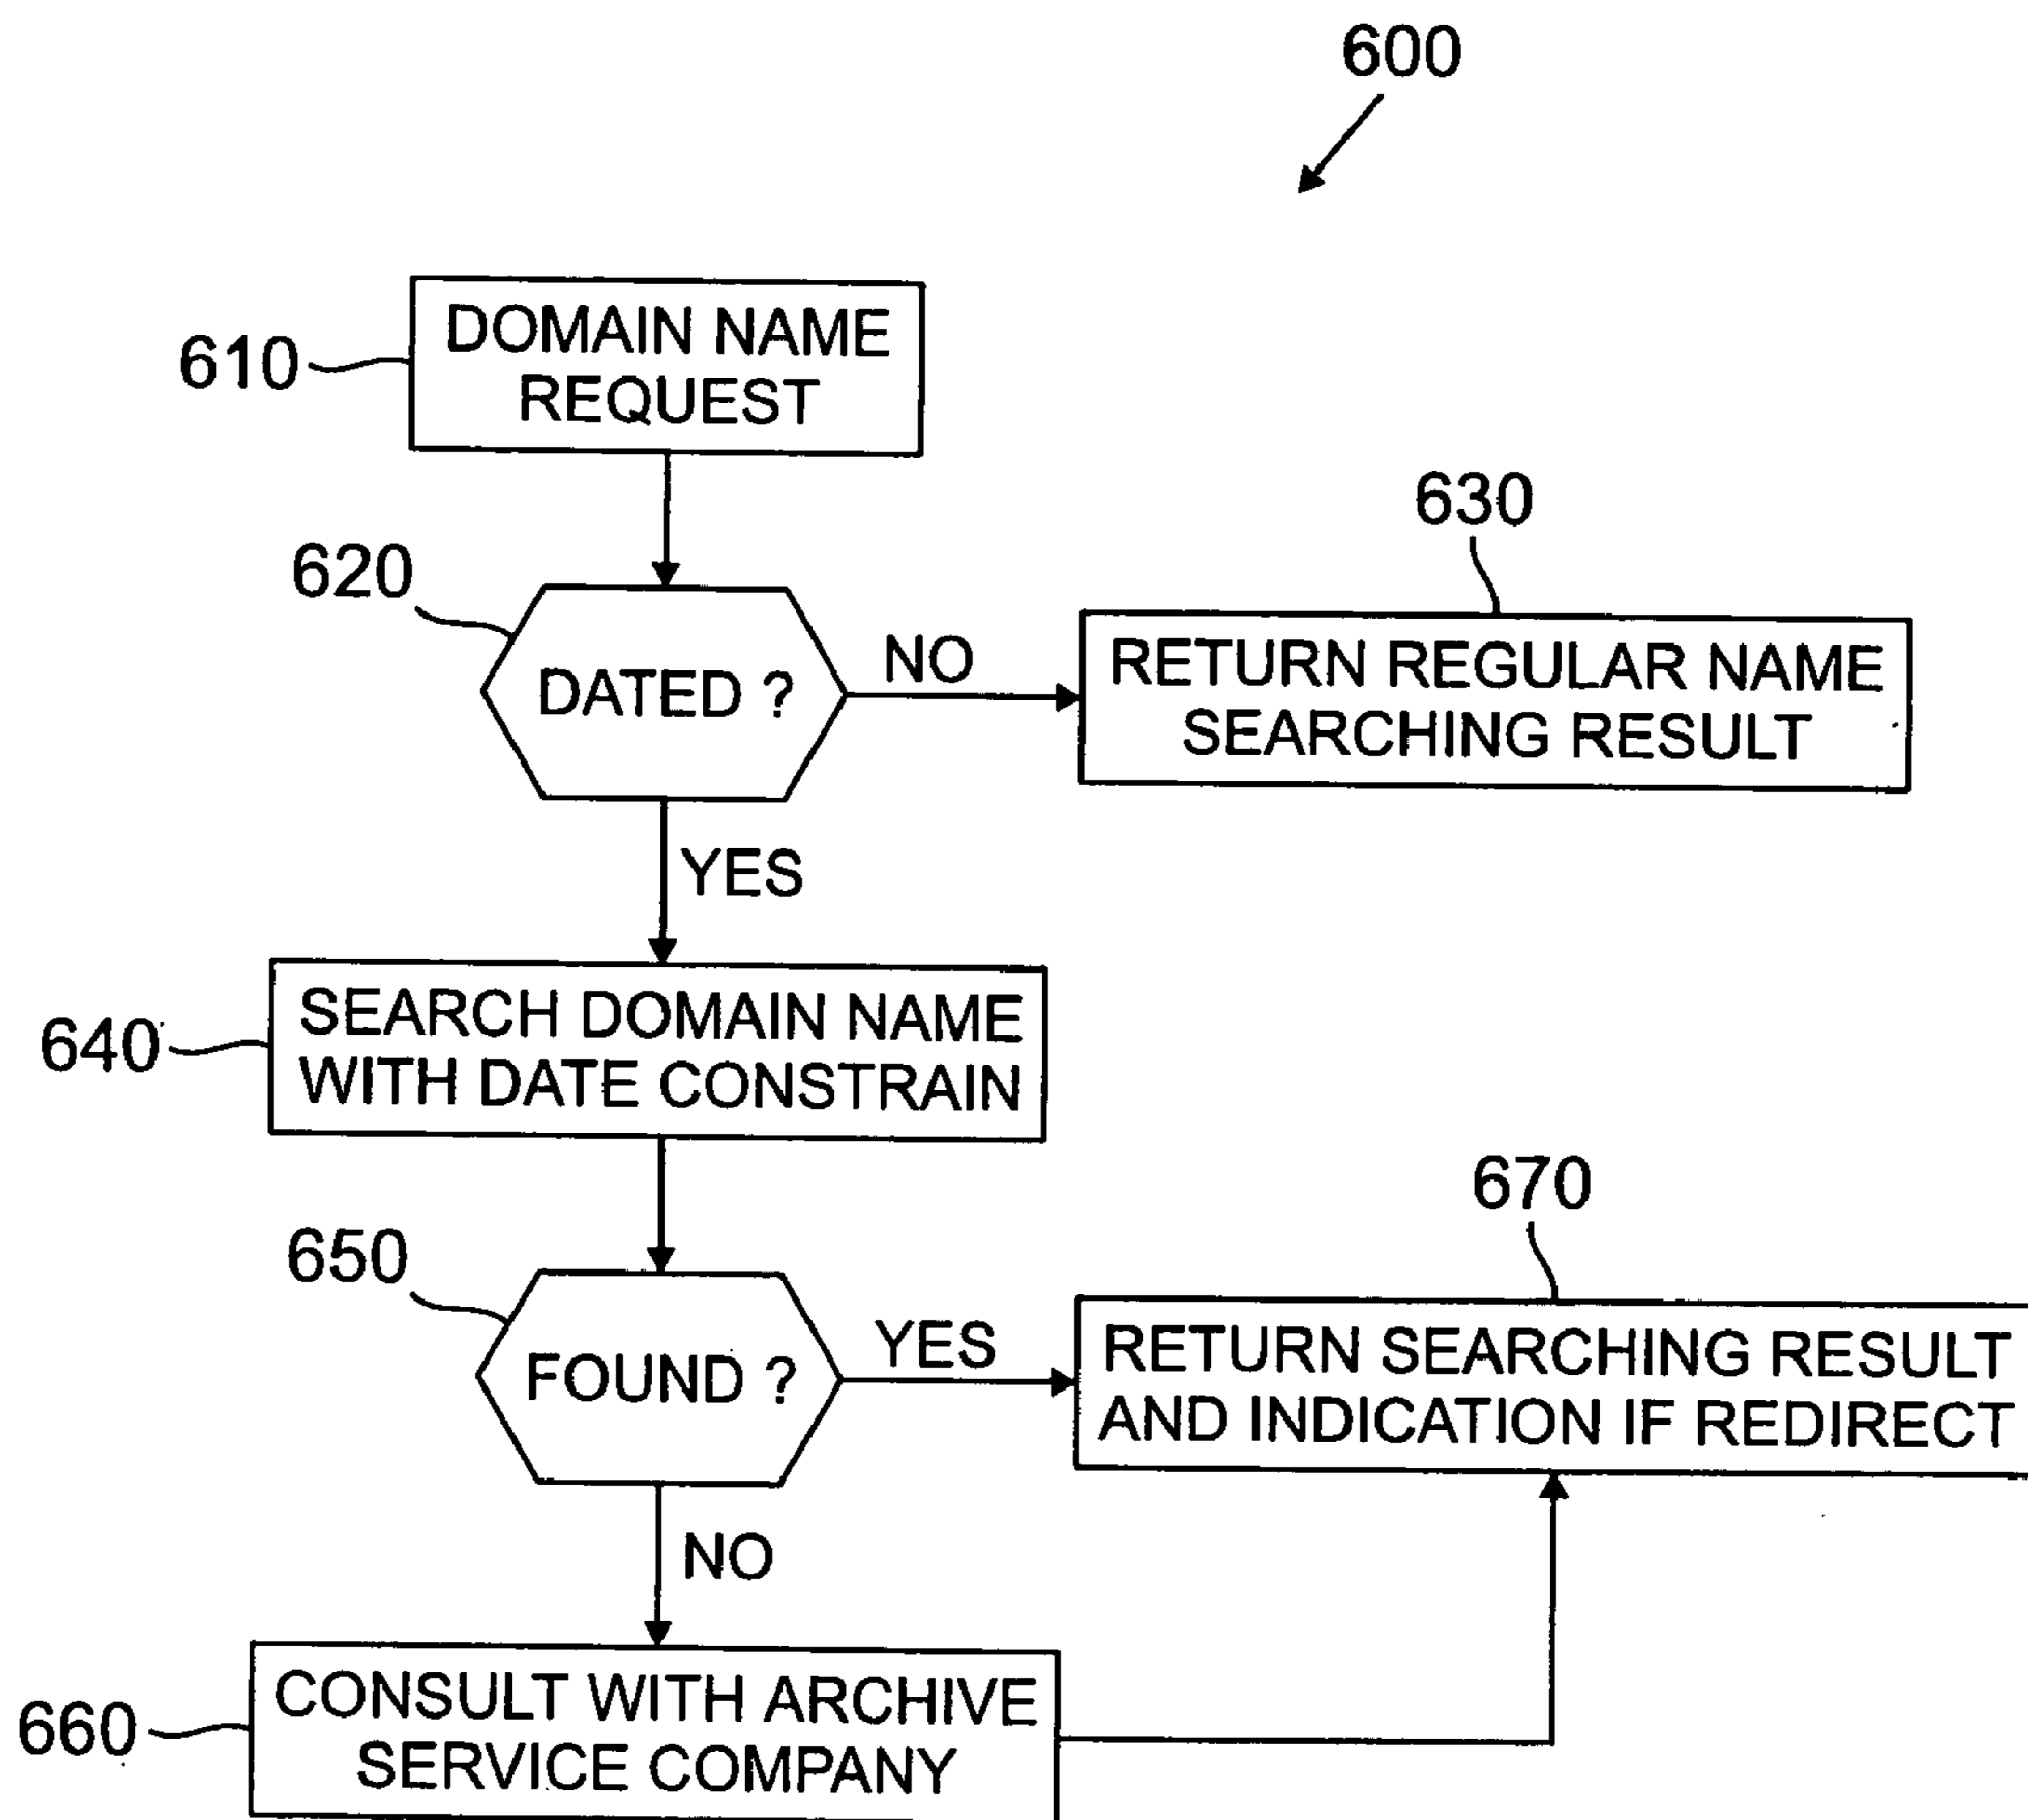 600
610
DOMAIN NAME
REQUEST
620
DATED ?
NO
630
RETURN REGULAR NAME
SEARCHING RESULT
YES
640
SEARCH DOMAIN NAME
WITH DATE CONSTRAIN
650
FOUND ?
YES
670
RETURN SEARCHING RESULT
AND INDICATION IF REDIRECT
NO
660
CONSULT WITH ARCHIVE
SERVICE COMPANY